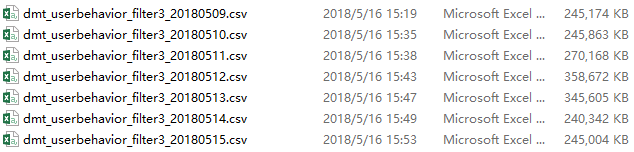 dmt_userbehavior_filter3_20180509.csv 2018/5/16 15:19 Microsoft Excel ... 245,174 KB
dmt_userbehavior_filter3_20180510.csv 2018/5/16 15:35 Microsoft Excel ... 245,863 KB
dmt_userbehavior_filter3_20180511.csv 2018/5/16 15:38 Microsoft Excel ... 270,168 KB
dmt_userbehavior_filter3_20180512.csv 2018/5/16 15:43 Microsoft Excel ... 358,672 KB
dmt_userbehavior_filter3_20180513.csv 2018/5/16 15:47 Microsoft Excel ... 345,605 KB
dmt_userbehavior_filter3_20180514.csv 2018/5/16 15:49 Microsoft Excel ... 240,342 KB
dmt_userbehavior_filter3_20180515.csv 2018/5/16 15:53 Microsoft Excel ... 245,004 KB